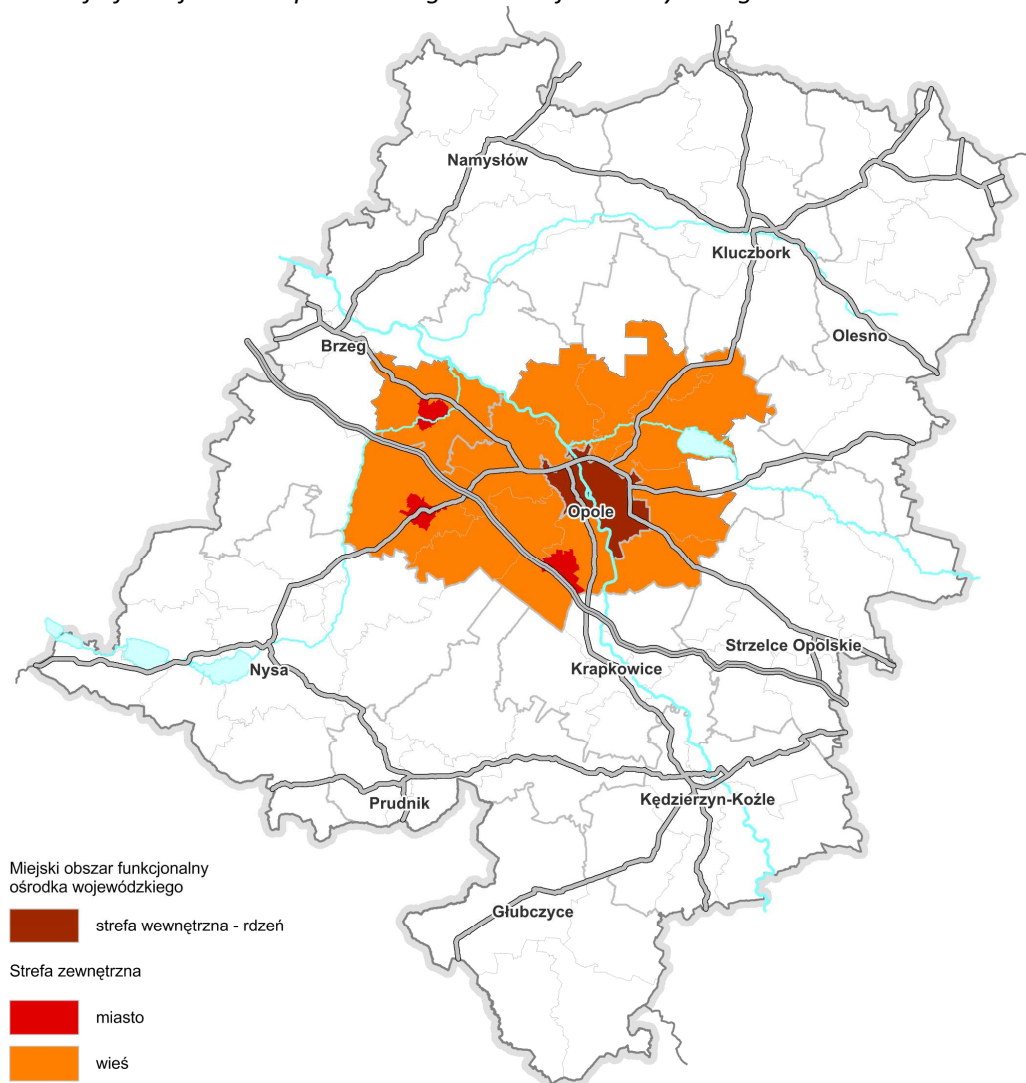 Namysłów
Kluczbork
Olesno
Brzeg
Opole
Strzelce Opolskie
Krapkowice
Nysa
Prudnik
Kędzierzyn-Koźle
Głubczyce
Miejski obszar funkcjonalny
ośrodka wojewódzkiego
strefa wewnętrzna - rdzeń
Strefa zewnętrzna
miasto
wieś